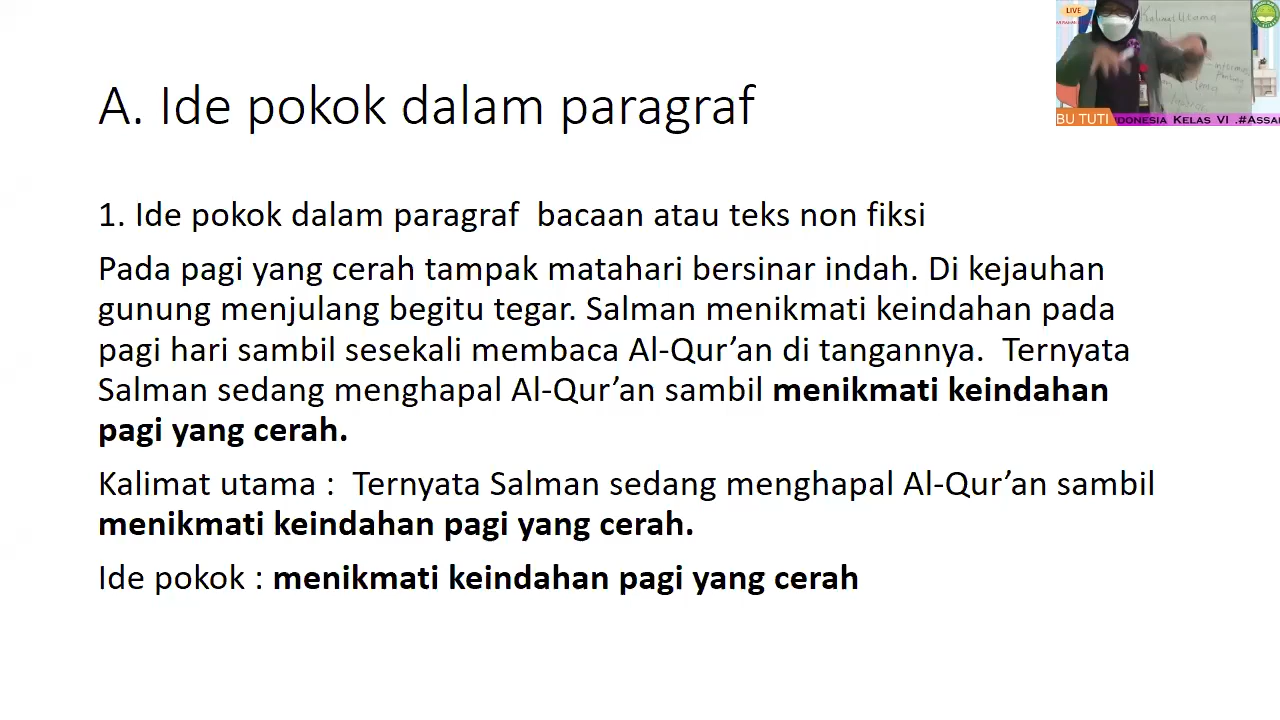 LIVE
Kalimat Utama
A. Ide pokok dalam paragraf
BU TUTI
DONESIA KELAS VI .#ASSA
1. Ide pokok dalam paragraf  bacaan atau teks non fiksi
Pada pagi yang cerah tampak matahari bersinar indah. Di kejauhan
gunung menjulang begitu tegar. Salman menikmati keindahan pada
pagi hari sambil sesekali membaca Al-Qur’an di tangannya.  Ternyata
Salman sedang menghapal Al-Qur’an sambil menikmati keindahan
pagi yang cerah.
Kalimat utama :  Ternyata Salman sedang menghapal Al-Qur’an sambil
menikmati keindahan pagi yang cerah.
Ide pokok : menikmati keindahan pagi yang cerah